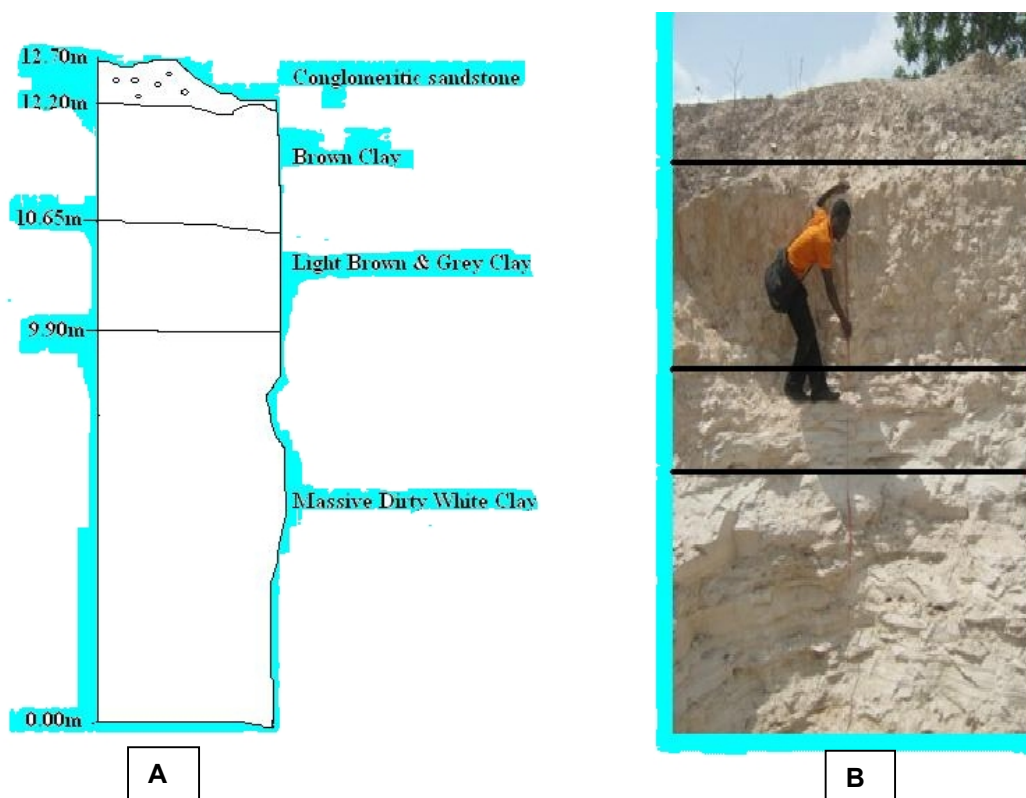 12.70m
Conglomeritic sandstone
12.20m
Brown Clay
10.65m
Light Brown & Grey Clay
9.90m
Massive Dirty White Clay
0.00m
A
B